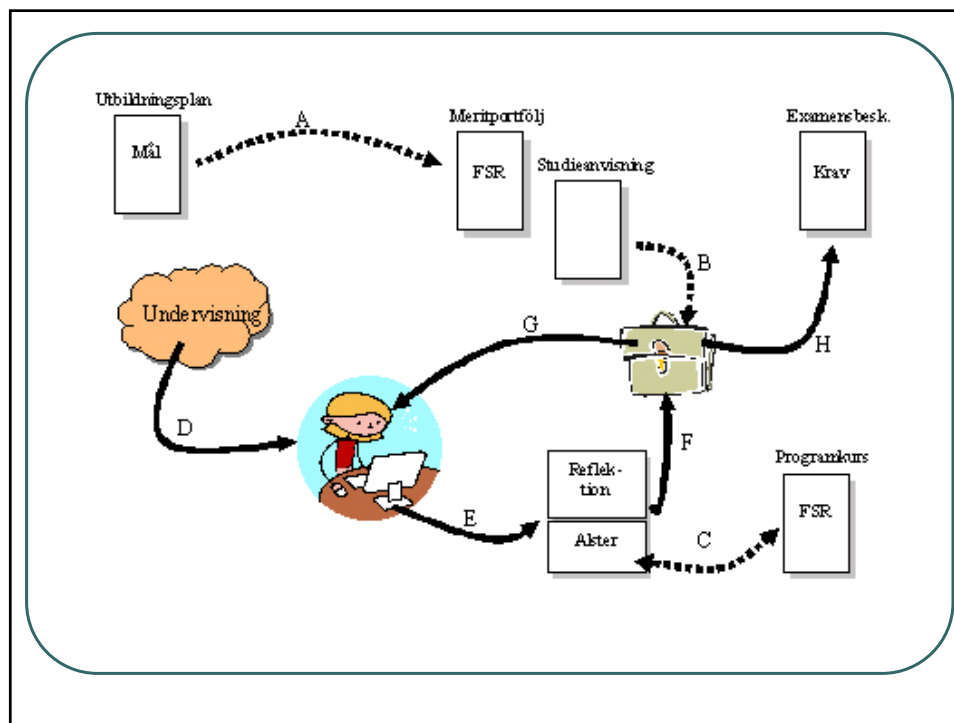 Utbildningsplan
Mål
A
Meritportfölj
FSR
Studieanvisning
Examensbesk.
Krav
B
Undervisning
G
H
D
F
E
Reflek-
tion
Alster
C
Programkurs
FSR